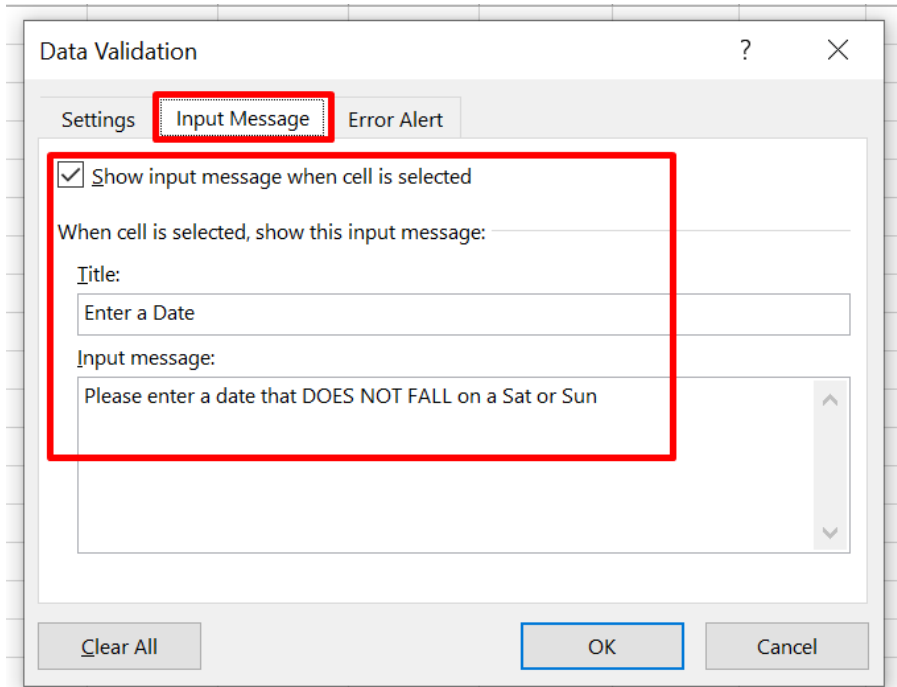 Data Validation ?
Settings Input Message Error Alert
Show input message when cell is selected
When cell is selected, show this input message:
Title:
Enter a Date
Input message:
Please enter a date that DOES NOT FALL on a Sat or Sun
Clear All OK Cancel